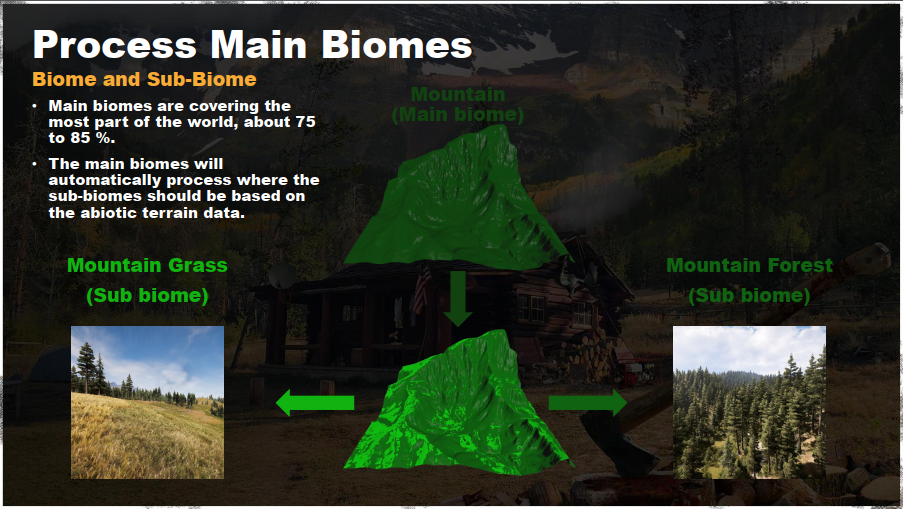 Process Main Biomes
Biome and Sub-Biome
• Main biomes are covering the
most part of the world, about 75
to 85 %.
• The main biomes will
automatically process where the
sub-biomes should be based on
the abiotic terrain data.
Mountain
(Main biome)
Mountain Grass
(Sub biome)
Mountain Forest
(Sub biome)